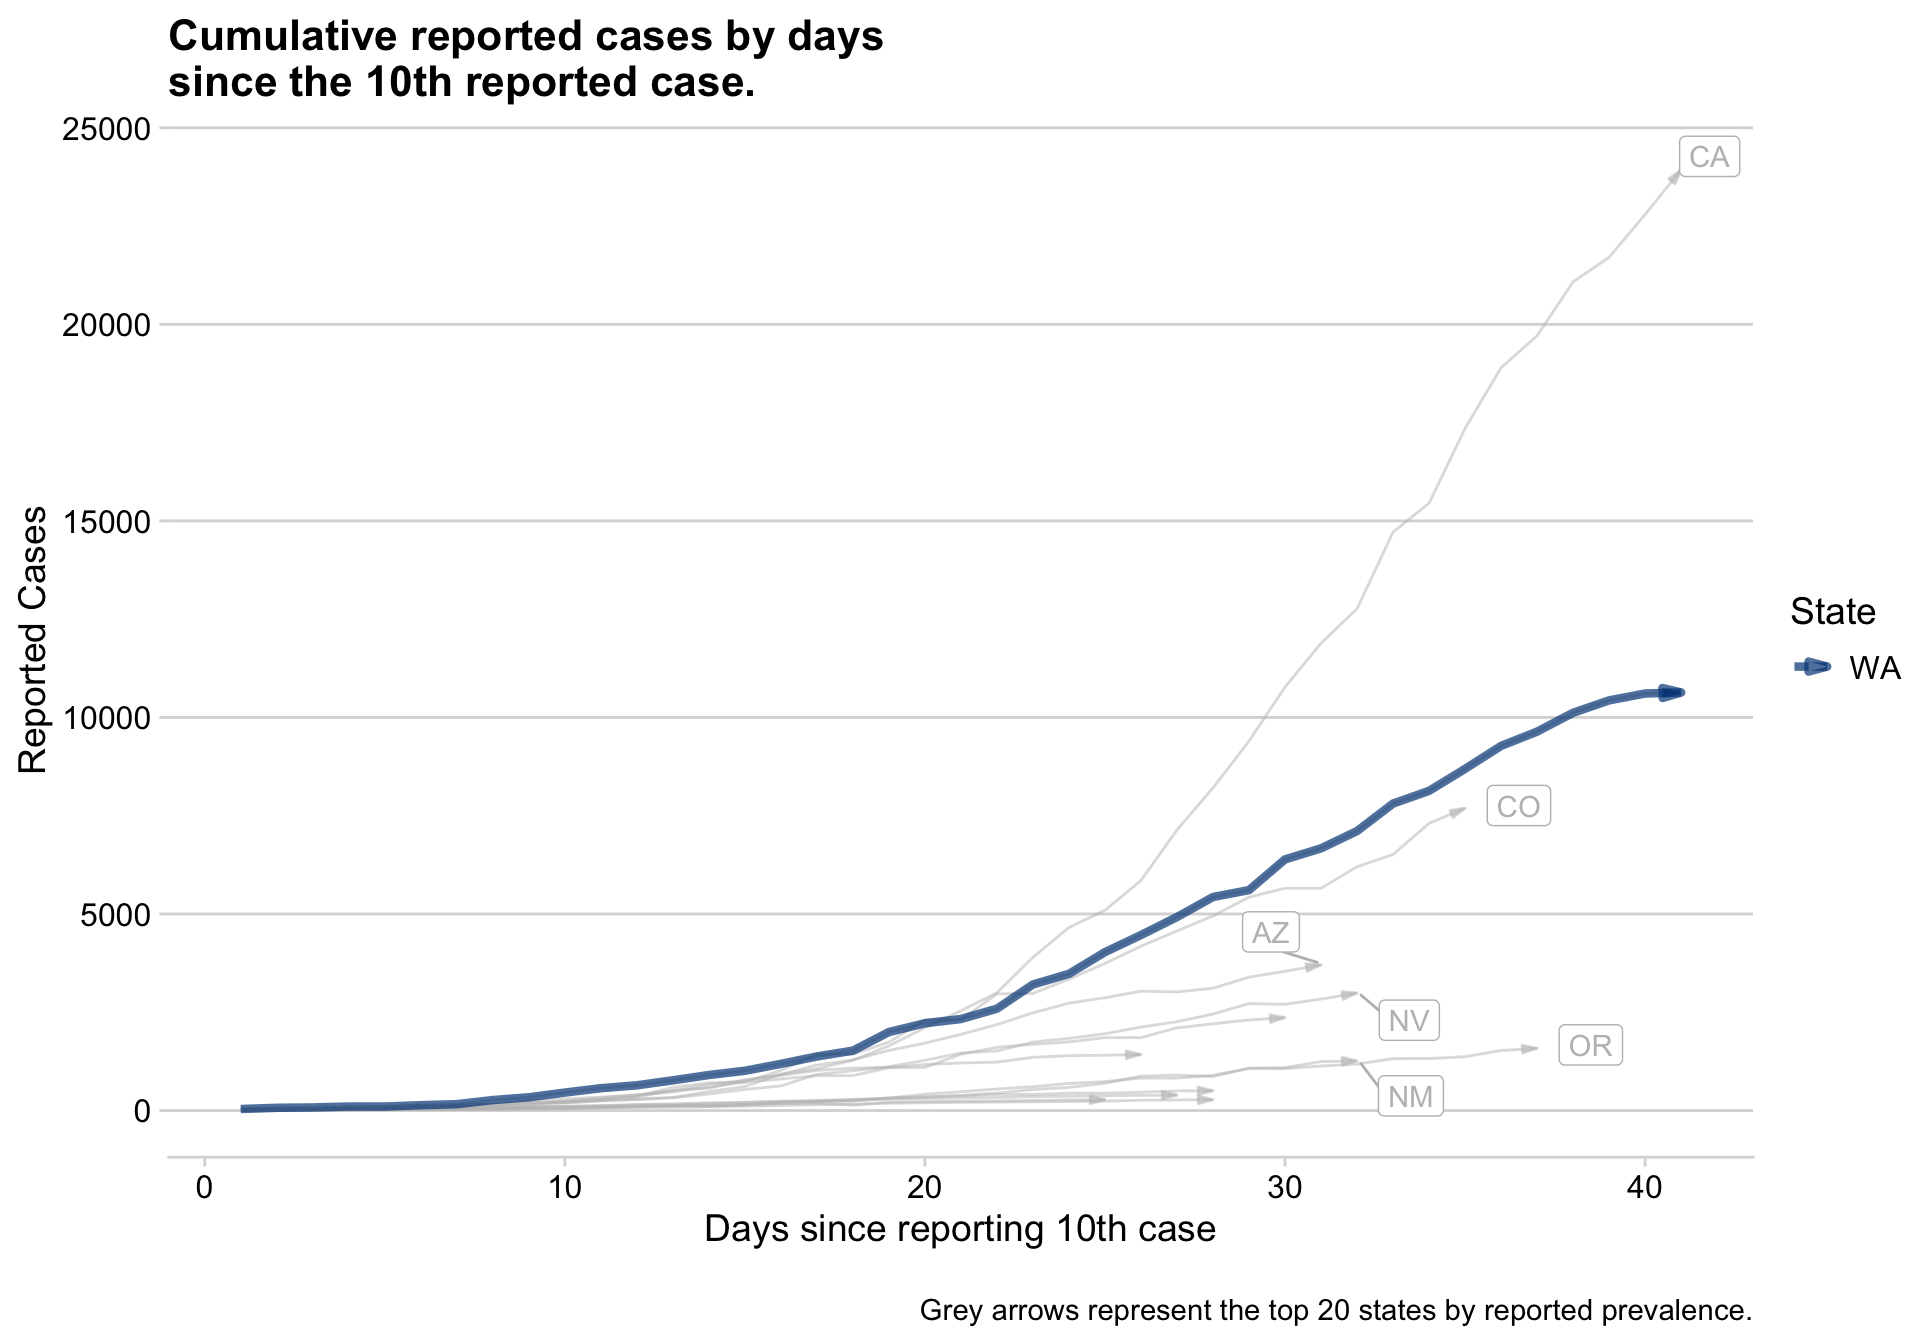 Cumulative reported cases by days
since the 10th reported case.
25000
20000
15000
10000
5000
0
Reported Cases
CA
CO
AZ
NV
OR
NM
State
WA
0 10 20 30 40
Days since reporting 10th case
Grey arrows represent the top 20 states by reported prevalence.